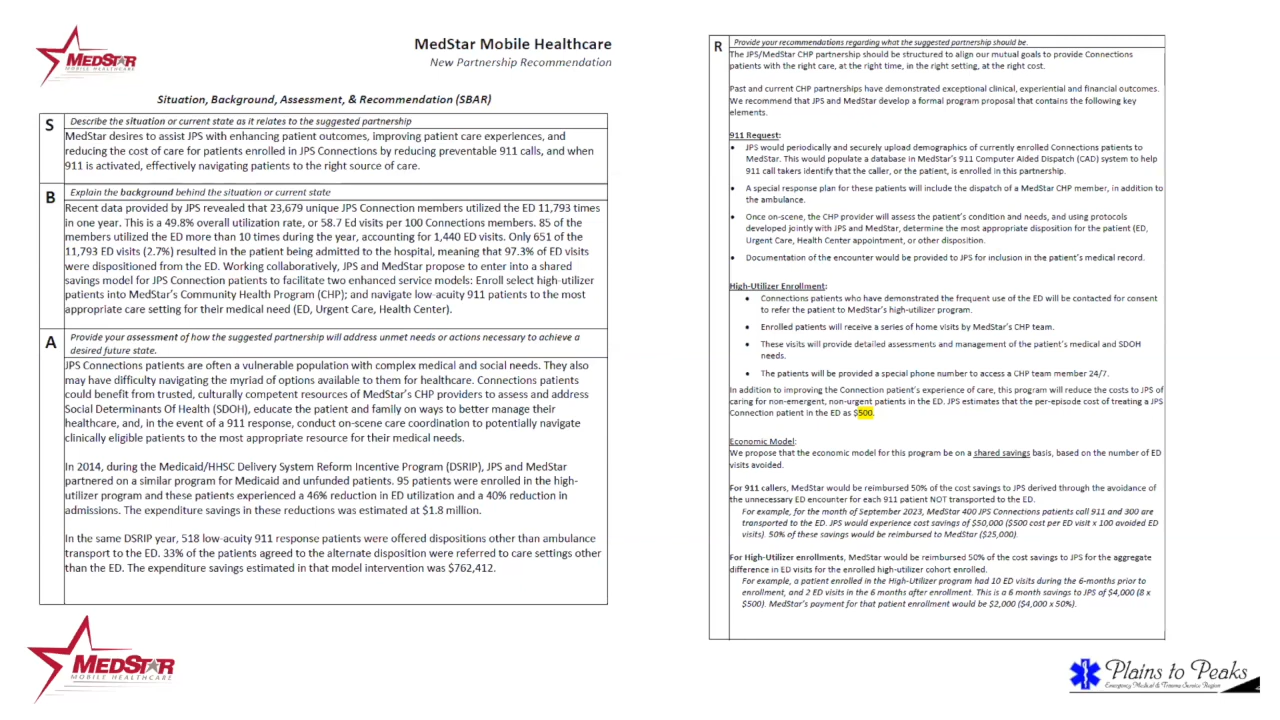 MEDSTAR
MOBILE HEALTHCARE
MedStar Mobile Healthcare
New Partnership Recommendation
Situation, Background, Assessment, & Recommendation (SBAR)
S
Describe the situation or current state as it relates to the suggested partnership
MedStar desires to assist JPS with enhancing patient outcomes, improving patient care experiences, and
reducing the cost of care for patients enrolled in JPS Connections by reducing preventable 911 calls, and when
911 is activated, effectively navigating patients to the right source of care.
B
Explain the background behind the situation or current state
Recent data provided by JPS revealed that 23,679 unique JPS Connection members utilized the ED 11,793 times
in one year. This is a 49.8% overall utilization rate, or 58.7 Ed visits per 100 Connections members. 85 of the
members utilized the ED more than 10 times during the year, accounting for 1,440 ED visits. Only 651 of the
11,793 ED visits (2.7%) resulted in the patient being admitted to the hospital, meaning that 97.3% of ED visits
were dispositioned from the ED. Working collaboratively, JPS and MedStar propose to enter into a shared
savings model for JPS Connection patients to facilitate two enhanced service models: Enroll select high-utilizer
patients into MedStar's Community Health Program (CHP); and navigate low-acuity 911 patients to the most
appropriate care setting for their medical need (ED, Urgent Care, Health Center).
A
Provide your assessment of how the suggested partnership will address unmet needs or actions necessary to achieve a
desired future state.
JPS Connections patients are often a vulnerable population with complex medical and social needs. They also
may have difficulty navigating the myriad of options available to them for healthcare. Connections patients
could benefit from trusted, culturally competent resources of MedStar's CHP providers to assess and address
Social Determinants Of Health (SDOH), educate the patient and family on ways to better manage their
healthcare, and, in the event of a 911 response, conduct on-scene care coordination to potentially navigate
clinically eligible patients to the most appropriate resource for their medical needs.
In 2014, during the Medicaid/HHSC Delivery System Reform Incentive Program (DSRIP), JPS and MedStar
partnered on a similar program for Medicaid and unfunded patients. 95 patients were enrolled in the high-
utilizer program and these patients experienced a 46% reduction in ED utilization and a 40% reduction in
admissions. The expenditure savings in these reductions was estimated at $1.8 million.
In the same DSRIP year, 518 low-acuity 911 response patients were offered dispositions other than ambulance
transport to the ED. 33% of the patients agreed to the alternate disposition were referred to care settings other
than the ED. The expenditure savings estimated in that model intervention was $762,412.
MEDSTAR
MOBILE HEALTHCARE
R
Provide your recommendations regarding what the suggested partnership should be.
The JPS/MedStar CHP partnership should be structured to align our mutual goals to provide Connections
patients with the right care, at the right time, in the right setting, at the right cost.
Past and current CHP partnerships have demonstrated exceptional clinical, experiential and financial outcomes.
We recommend that JPS and MedStar develop a formal program proposal that contains the following key
elements.
911 Request:
• JPS would periodically and securely upload demographics of currently enrolled Connections patients to
MedStar. This would populate a database in MedStar's 911 Computer Aided Dispatch (CAD) system to help
911 call takers identify that the caller, or the patient, is enrolled in this partnership.
• A special response plan for these patients will include the dispatch of a MedStar CHP member, in addition to
the ambulance.
• Once on-scene, the CHP provider will assess the patient's condition and needs, and using protocols
developed jointly with JPS and MedStar, determine the most appropriate disposition for the patient (ED,
Urgent Care, Health Center appointment, or other disposition.
• Documentation of the encounter would be provided to JPS for inclusion in the patient's medical record.
High-Utilizer Enrollment:
• Connections patients who have demonstrated the frequent use of the ED will be contacted for consent
to refer the patient to MedStar's high-utilizer program.
• Enrolled patients will receive a series of home visits by MedStar's CHP team.
• These visits will provide detailed assessments and management of the patient's medical and SDOH
needs.
• The patients will be provided a special phone number to access a CHP team member 24/7.
In addition to improving the Connection patient's experience of care, this program will reduce the costs to JPS of
caring for non-emergent, non-urgent patients in the ED. JPS estimates that the per-episode cost of treating a JPS
Connection patient in the ED as $500.
Economic Model:
We propose that the economic model for this program be on a shared savings basis, based on the number of ED
visits avoided.
For 911 callers, MedStar would be reimbursed 50% of the cost savings to JPS derived through the avoidance of
the unnecessary ED encounter for each 911 patient NOT transported to the ED.
For example, for the month of September 2023, MedStar 400 JPS Connections patients call 911 and 300 are
transported to the ED. JPS would experience cost savings of $50,000 ($500 cost per ED visit x 100 avoided ED
visits). 50% of these savings would be reimbursed to MedStar ($25,000).
For High-Utilizer enrollments, MedStar would be reimbursed 50% of the cost savings to JPS for the aggregate
difference in ED visits for the enrolled high-utilizer cohort enrolled.
For example, a patient enrolled in the High-Utilizer program had 10 ED visits during the 6-months prior to
enrollment, and 2 ED visits in the 6 months after enrollment. This is a 6 month savings to JPS of $4,000 (8 x
$500). MedStar's payment for that patient enrollment would be $2,000 ($4,000 x 50%).
Plains to Peaks
Emergency Medical & Trauma Service Region